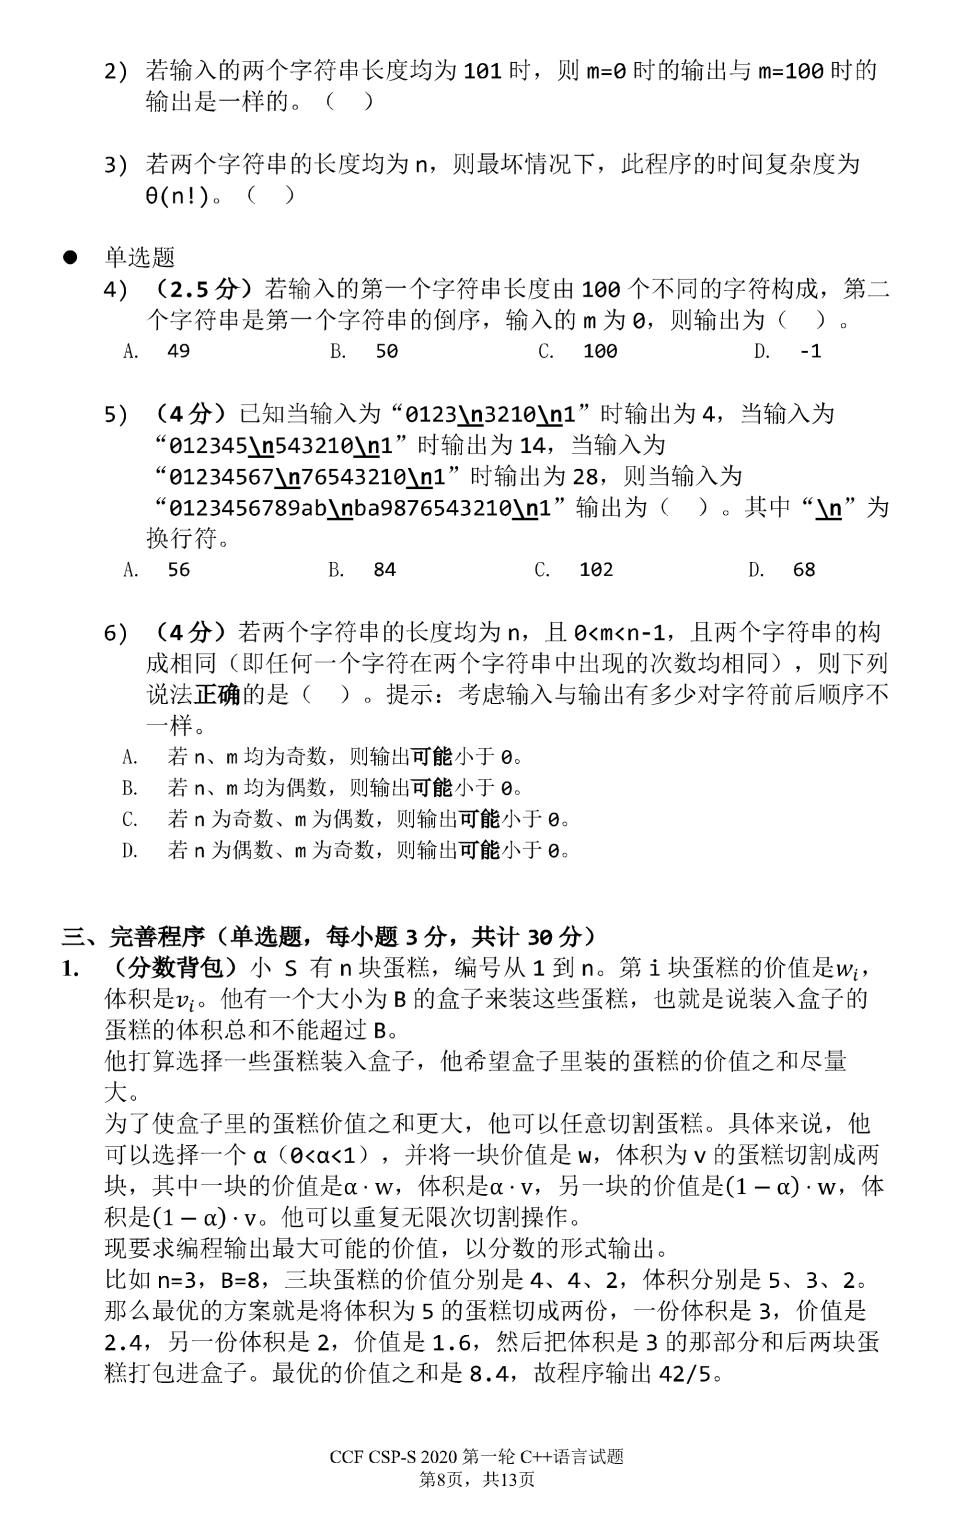 2) 若输入的两个字符串长度均为 101 时，则 m=0 时的输出与 m=100 时的
输出是一样的。（ ）
3) 若两个字符串的长度均为 n，则最坏情况下，此程序的时间复杂度为
θ(n!)。（ ）
● 单选题
4) （2.5 分）若输入的第一个字符串长度由 100 个不同的字符构成，第二
个字符串是第一个字符串的倒序，输入的 m 为 0，则输出为（ ）。
A. 49 B. 50 C. 100 D. -1
5) （4 分）已知当输入为“0123\n3210\n1”时输出为 4，当输入为
“012345\n543210\n1”时输出为 14，当输入为
“01234567\n76543210\n1”时输出为 28，则当输入为
“0123456789ab\nba9876543210\n1”输出为（ ）。其中“\n”为
换行符。
A. 56 B. 84 C. 102 D. 68
6) （4 分）若两个字符串的长度均为 n，且 0<m<n-1，且两个字符串的构
成相同（即任何一个字符在两个字符串中出现的次数均相同），则下列
说法正确的是（ ）。提示：考虑输入与输出有多少对字符前后顺序不
一样。
A. 若 n、m 均为奇数，则输出可能小于 0。
B. 若 n、m 均为偶数，则输出可能小于 0。
C. 若 n 为奇数、m 为偶数，则输出可能小于 0。
D. 若 n 为偶数、m 为奇数，则输出可能小于 0。
三、完善程序（单选题，每小题 3 分，共计 30 分）
1. （分数背包）小 S 有 n 块蛋糕，编号从 1 到 n。第 i 块蛋糕的价值是wᵢ，
体积是vᵢ。他有一个大小为 B 的盒子来装这些蛋糕，也就是说装入盒子的
蛋糕的体积总和不能超过 B。
他打算选择一些蛋糕装入盒子，他希望盒子里装的蛋糕的价值之和尽量
大。
为了使盒子里的蛋糕价值之和更大，他可以任意切割蛋糕。具体来说，他
可以选择一个 α（0<α<1），并将一块价值是 w，体积为 v 的蛋糕切割成两
块，其中一块的价值是α · w，体积是α · v，另一块的价值是(1 − α) · w，体
积是(1 − α) · v。他可以重复无限次切割操作。
现要求编程输出最大可能的价值，以分数的形式输出。
比如 n=3，B=8，三块蛋糕的价值分别是 4、4、2，体积分别是 5、3、2。
那么最优的方案就是将体积为 5 的蛋糕切成两份，一份体积是 3，价值是
2.4，另一份体积是 2，价值是 1.6，然后把体积是 3 的那部分和后两块蛋
糕打包进盒子。最优的价值之和是 8.4，故程序输出 42/5。
CCF CSP-S 2020 第一轮 C++语言试题
第8页，共13页